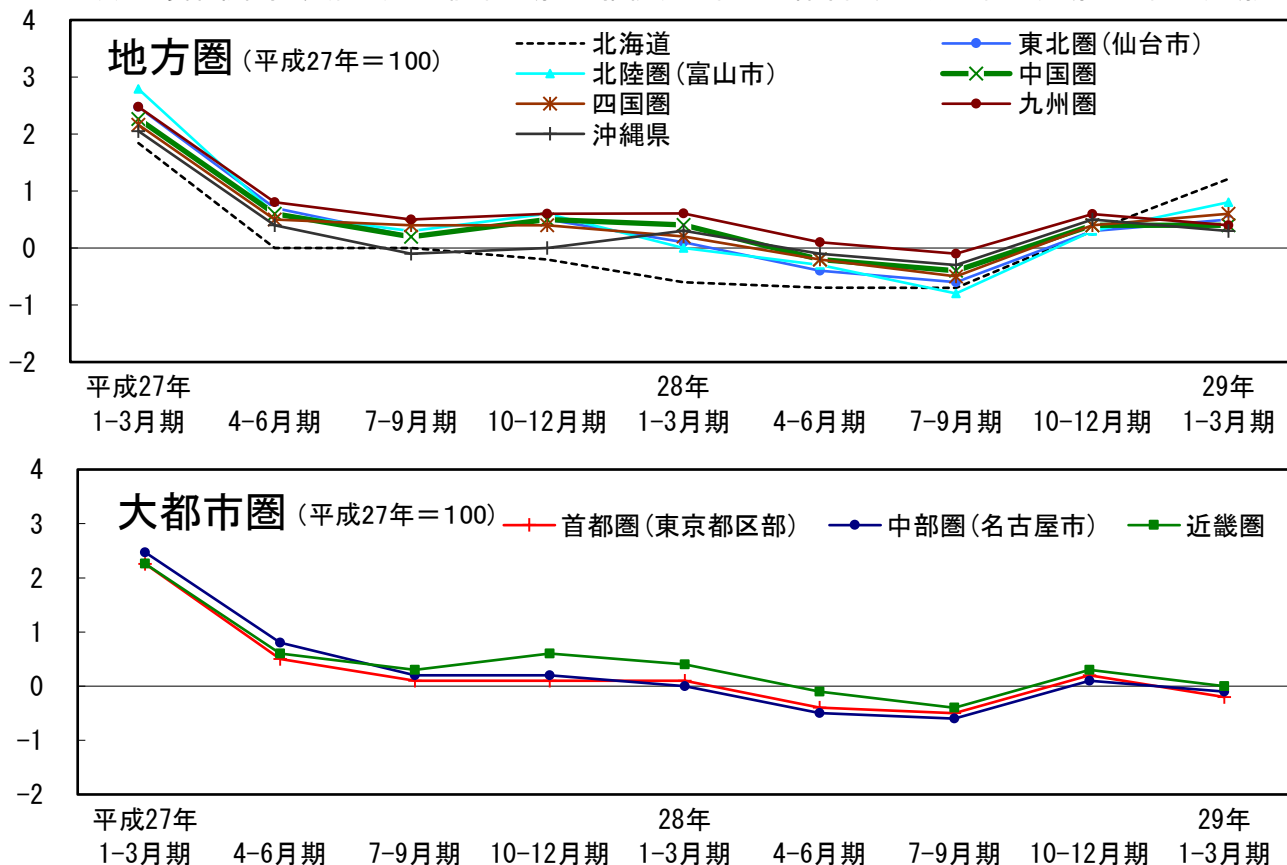 4
3
2
1
0
-1
-2
地方圏 (平成27年＝100)
北海道
東北圏(仙台市)
北陸圏(富山市)
中国圏
四国圏
九州圏
沖縄県
平成27年 28年 29年
1-3月期 4-6月期 7-9月期 10-12月期 1-3月期 4-6月期 7-9月期 10-12月期 1-3月期
4
3
2
1
0
-1
-2
大都市圏 (平成27年＝100)
首都圏(東京都区部) 中部圏(名古屋市) 近畿圏
平成27年 28年 29年
1-3月期 4-6月期 7-9月期 10-12月期 1-3月期 4-6月期 7-9月期 10-12月期 1-3月期